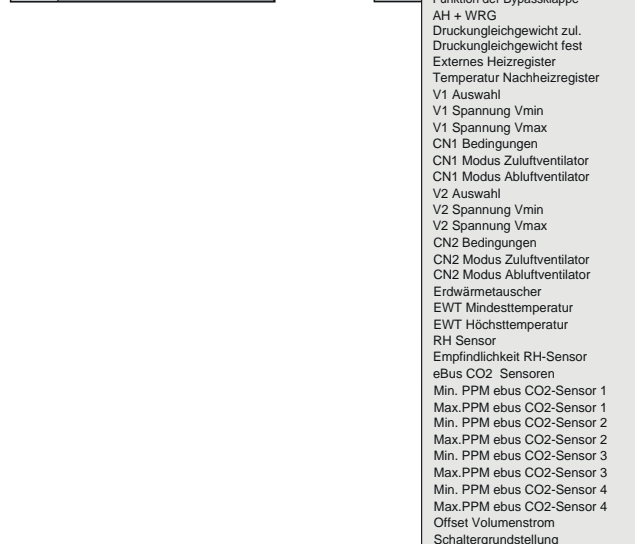 Funktion der Bypassklappe
AH + WRG
Druckungleichgewicht zul.
Druckungleichgewicht fest
Externes Heizregister
Temperatur Nachheizregister
V1 Auswahl
V1 Spannung Vmin
V1 Spannung Vmax
CN1 Bedingungen
CN1 Modus Zuluftventilator
CN1 Modus Abluftventilator
V2 Auswahl
V2 Spannung Vmin
V2 Spannung Vmax
CN2 Bedingungen
CN2 Modus Zuluftventilator
CN2 Modus Abluftventilator
Erdwärmetauscher
EWT Mindesttemperatur
EWT Höchsttemperatur
RH Sensor
Empfindlichkeit RH-Sensor
eBus CO2  Sensoren
Min. PPM ebus CO2-Sensor 1
Max.PPM ebus CO2-Sensor 1
Min. PPM ebus CO2-Sensor 2
Max.PPM ebus CO2-Sensor 2
Min. PPM ebus CO2-Sensor 3
Max.PPM ebus CO2-Sensor 3
Min. PPM ebus CO2-Sensor 4
Max.PPM ebus CO2-Sensor 4
Offset Volumenstrom
Schaltergrundstellung